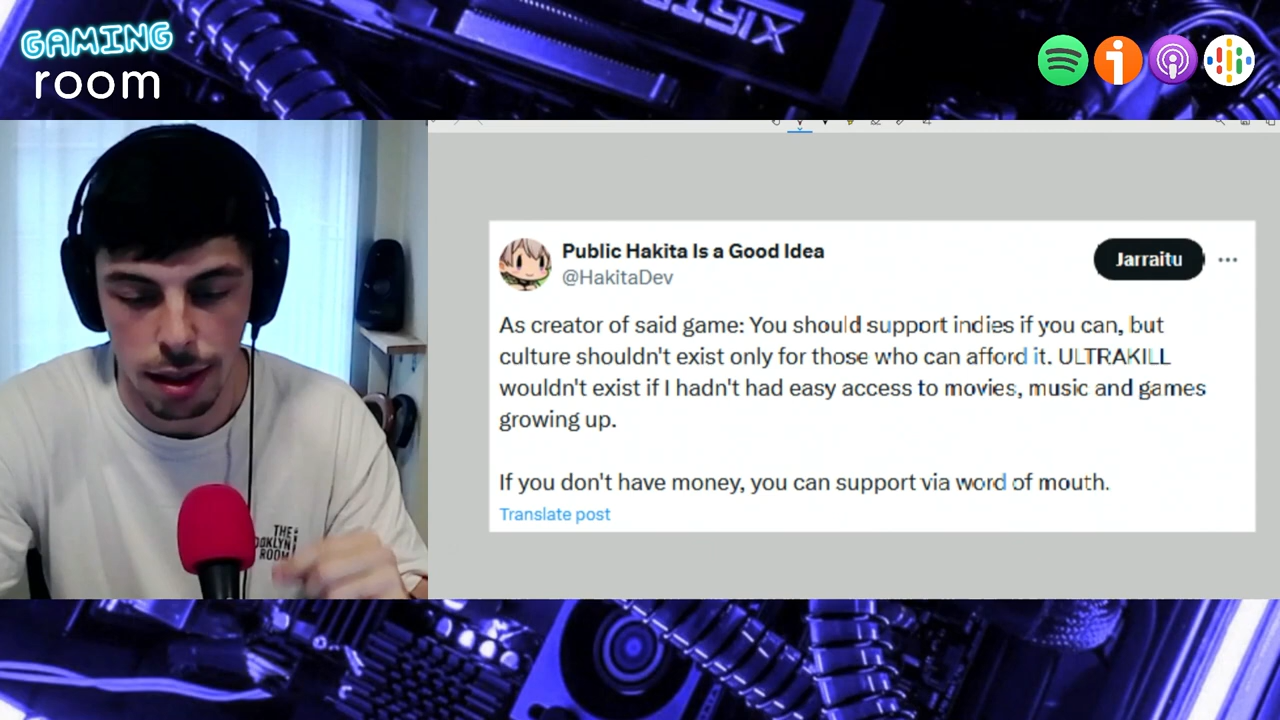 GAMING
room
XIFTRA
Public Hakita Is a Good Idea
@HakitaDev
Jarraitu
As creator of said game: You should support indies if you can, but
culture shouldn't exist only for those who can afford it. ULTRAKILL
wouldn't exist if I hadn't had easy access to movies, music and games
growing up.
If you don't have money, you can support via word of mouth.
Translate post
THE
ROOM